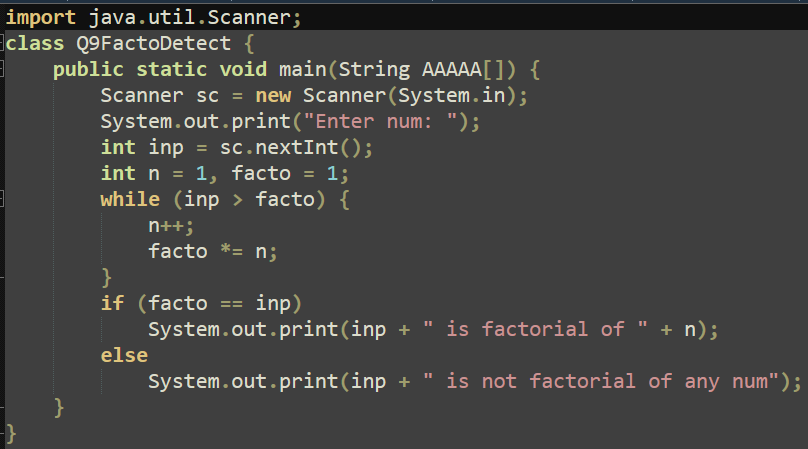 import java.util.Scanner;
class Q9FactoDetect {
    public static void main(String AAAAA[]) {
        Scanner sc = new Scanner(System.in);
        System.out.print("Enter num: ");
        int inp = sc.nextInt();
        int n = 1, facto = 1;
        while (inp > facto) {
            n++;
            facto *= n;
        }
        if (facto == inp)
            System.out.print(inp + " is factorial of " + n);
        else
            System.out.print(inp + " is not factorial of any num");
    }
}